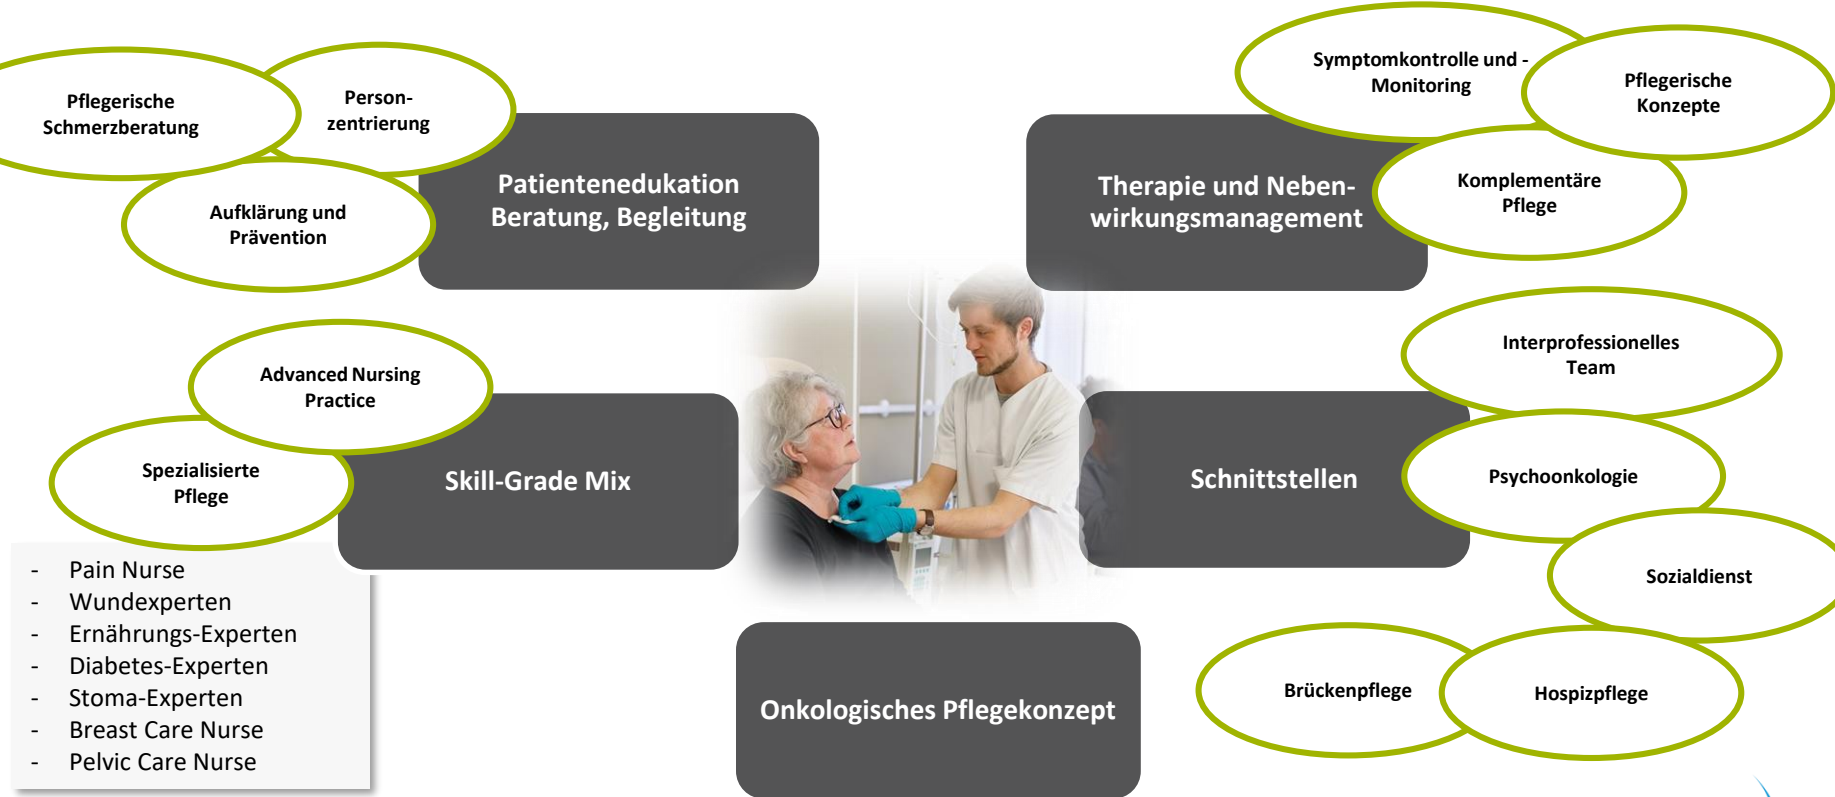 Pflegerische
Schmerzberatung
Person-
zentrierung
Aufklärung und
Prävention
Patientenedukation
Beratung, Begleitung
Symptomkontrolle und -
Monitoring
Pflegerische
Konzepte
Komplementäre
Pflege
Therapie und Neben-
wirkungsmanagement
Advanced Nursing
Practice
Spezialisierte
Pflege
Skill-Grade Mix
- Pain Nurse
- Wundexperten
- Ernährungs-Experten
- Diabetes-Experten
- Stoma-Experten
- Breast Care Nurse
- Pelvic Care Nurse
Schnittstellen
Interprofessionelles
Team
Psychoonkologie
Sozialdienst
Brückenpflege
Hospizpflege
Onkologisches Pflegekonzept